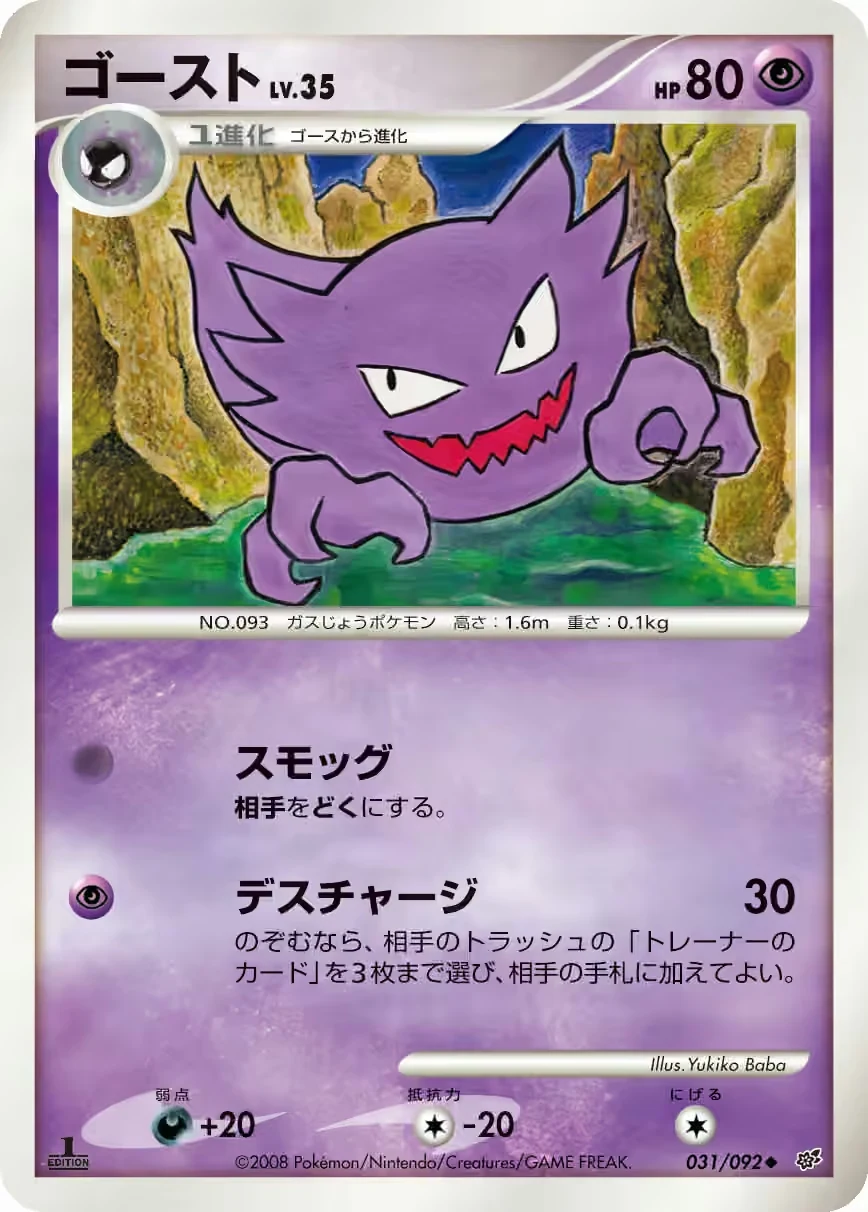 ゴースト LV.35 HP 80
1進化 ゴースから進化
NO.093 ガスじょうポケモン 高さ：1.6m 重さ：0.1kg
スモッグ
相手をどくにする。
デスチャージ 30
のぞむなら、相手のトラッシュの「トレーナーの
カード」を3枚まで選び、相手の手札に加えてよい。
Illus.Yukiko Baba
弱点 抵抗力 にげる
+20 -20
1
EDITION
©2008 Pokémon/Nintendo/Creatures/GAME FREAK. 031/092◆